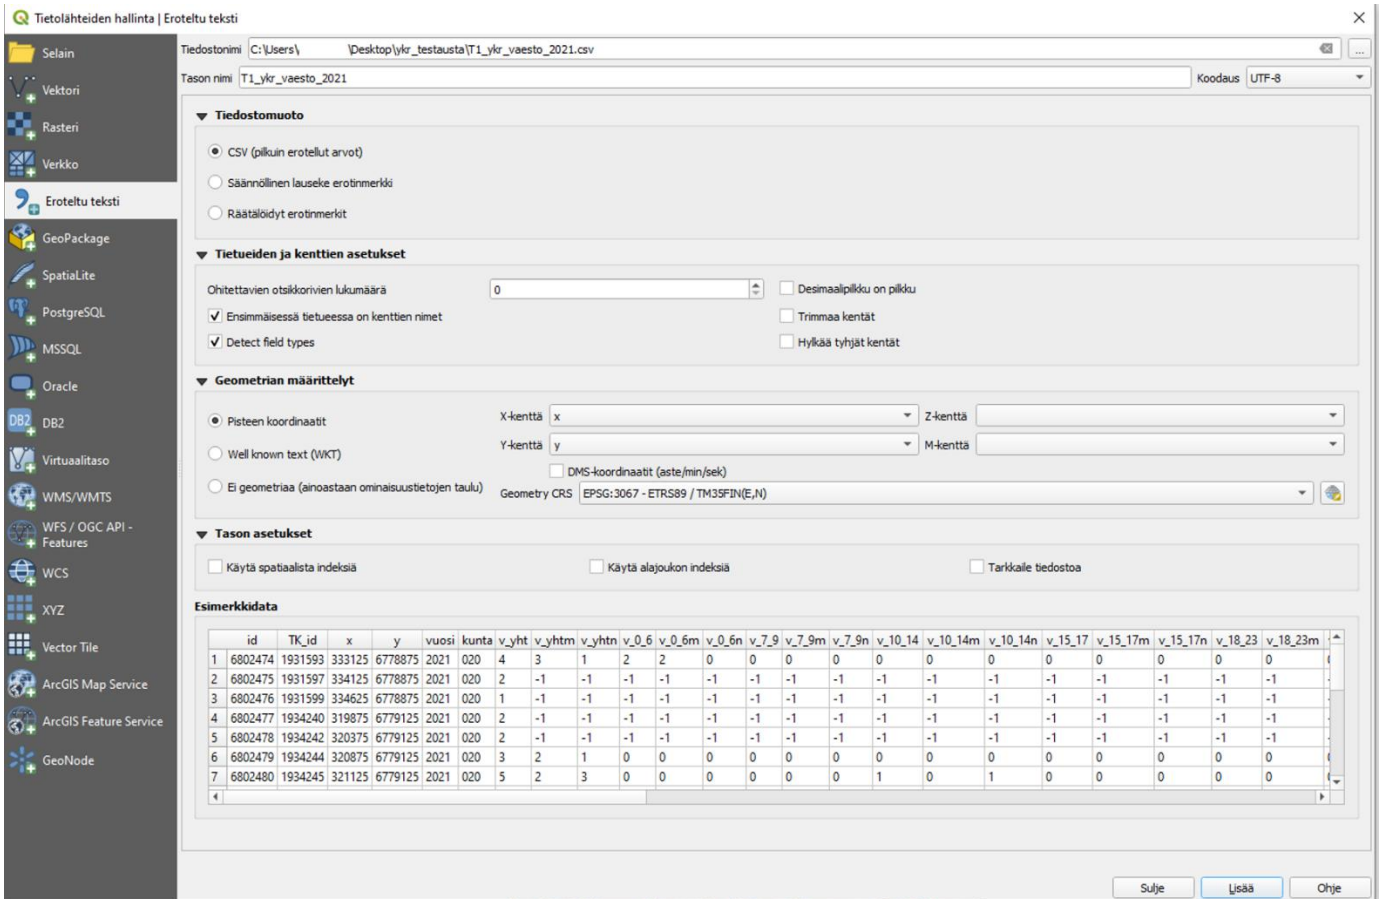 Tietolähteiden hallinta | Eroteltu teksti
Selain
Vektori
Rasteri
Verkko
Eroteltu teksti
GeoPackage
SpatiaLite
PostgreSQL
MSSQL
Oracle
DB2 DB2
Virtuaalitaso
WMS/WMTS
WFS / OGC API -
Features
WCS
XYZ
Vector Tile
ArcGIS Map Service
ArcGIS Feature Service
GeoNode
Tiedostonimi C:\Users\ \Desktop\ykr_testausta\T1_ykr_vaesto_2021.csv ...
Tason nimi T1_ykr_vaesto_2021 Koodaus UTF-8
Tiedostomuoto
CSV (pilkuin erotellut arvot)
Säännöllinen lauseke erotinmerkki
Räätälöidyt erotinmerkit
Tietueiden ja kenttien asetukset
Ohitettavien otsikkorivien lukumäärä 0 Desimaalipilkku on pilkku
Ensimmäisessä tietueessa on kenttien nimet Trimmaa kentät
Detect field types Hylkää tyhjät kentät
Geometrian määrittelyt
Pisteen koordinaatit X-kenttä x Z-kenttä
Y-kenttä y M-kenttä
Well known text (WKT)
DMS-koordinaatit (aste/min/sek)
Ei geometriaa (ainoastaan ominaisuustietojen taulu) Geometry CRS EPSG:3067 - ETRS89 / TM35FIN(E,N)
Tason asetukset
Käytä spatiaalista indeksiä Käytä alajoukon indeksiä Tarkkaile tiedostoa
Esimerkkidata
id TK_id x y vuosi kunta v_yht v_yhtm v_yhtn v_0_6 v_0_6m v_0_6n v_7_9 v_7_9m v_7_9n v_10_14 v_10_14m v_10_14n v_15_17 v_15_17m v_15_17n v_18_23 v_18_23m
1 6802474 1931593 333125 6778875 2021 020 4 3 1 2 2 0 0 0 0 0 0 0 0 0 0 0 0
2 6802475 1931597 334125 6778875 2021 020 2 -1 -1 -1 -1 -1 -1 -1 -1 -1 -1 -1 -1 -1 -1 -1 -1
3 6802476 1931599 334625 6778875 2021 020 1 -1 -1 -1 -1 -1 -1 -1 -1 -1 -1 -1 -1 -1 -1 -1 -1
4 6802477 1934240 319875 6779125 2021 020 2 -1 -1 -1 -1 -1 -1 -1 -1 -1 -1 -1 -1 -1 -1 -1 -1
5 6802478 1934242 320375 6779125 2021 020 2 -1 -1 -1 -1 -1 -1 -1 -1 -1 -1 -1 -1 -1 -1 -1 -1
6 6802479 1934244 320875 6779125 2021 020 3 2 1 0 0 0 0 0 0 0 0 0 0 0 0 0 0
7 6802480 1934245 321125 6779125 2021 020 5 2 3 0 0 0 0 0 0 1 0 1 0 0 0 0 0
Sulje Lisää Ohje